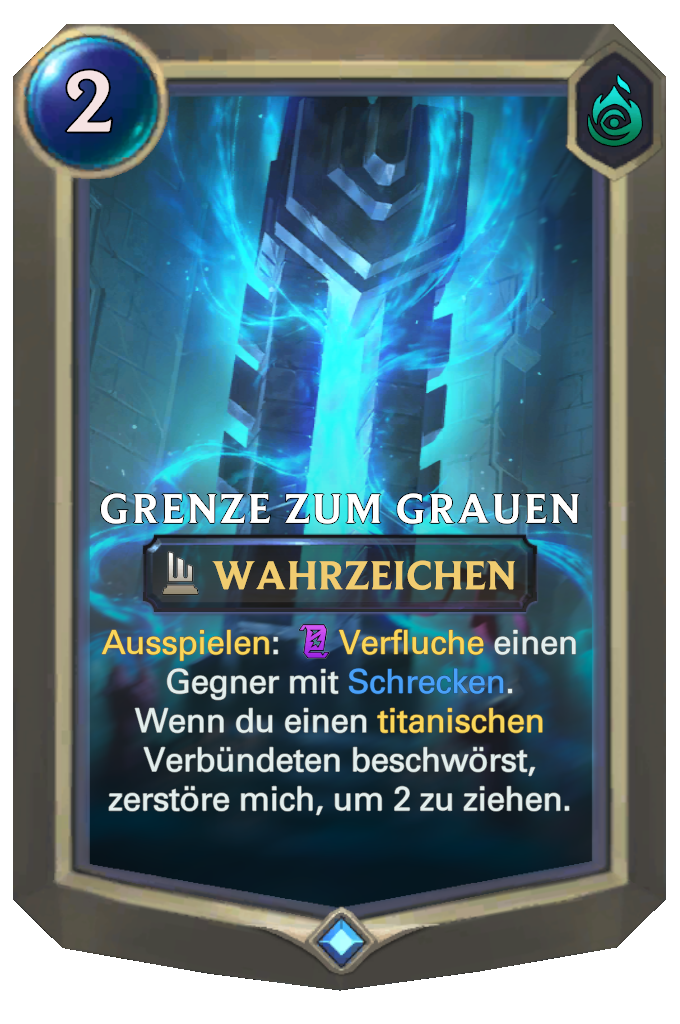 2
GRENZE ZUM GRAUEN
WAHRZEICHEN
Ausspielen: Verfluche einen
Gegner mit Schrecken.
Wenn du einen titanischen
Verbündeten beschwörst,
zerstöre mich, um 2 zu ziehen.